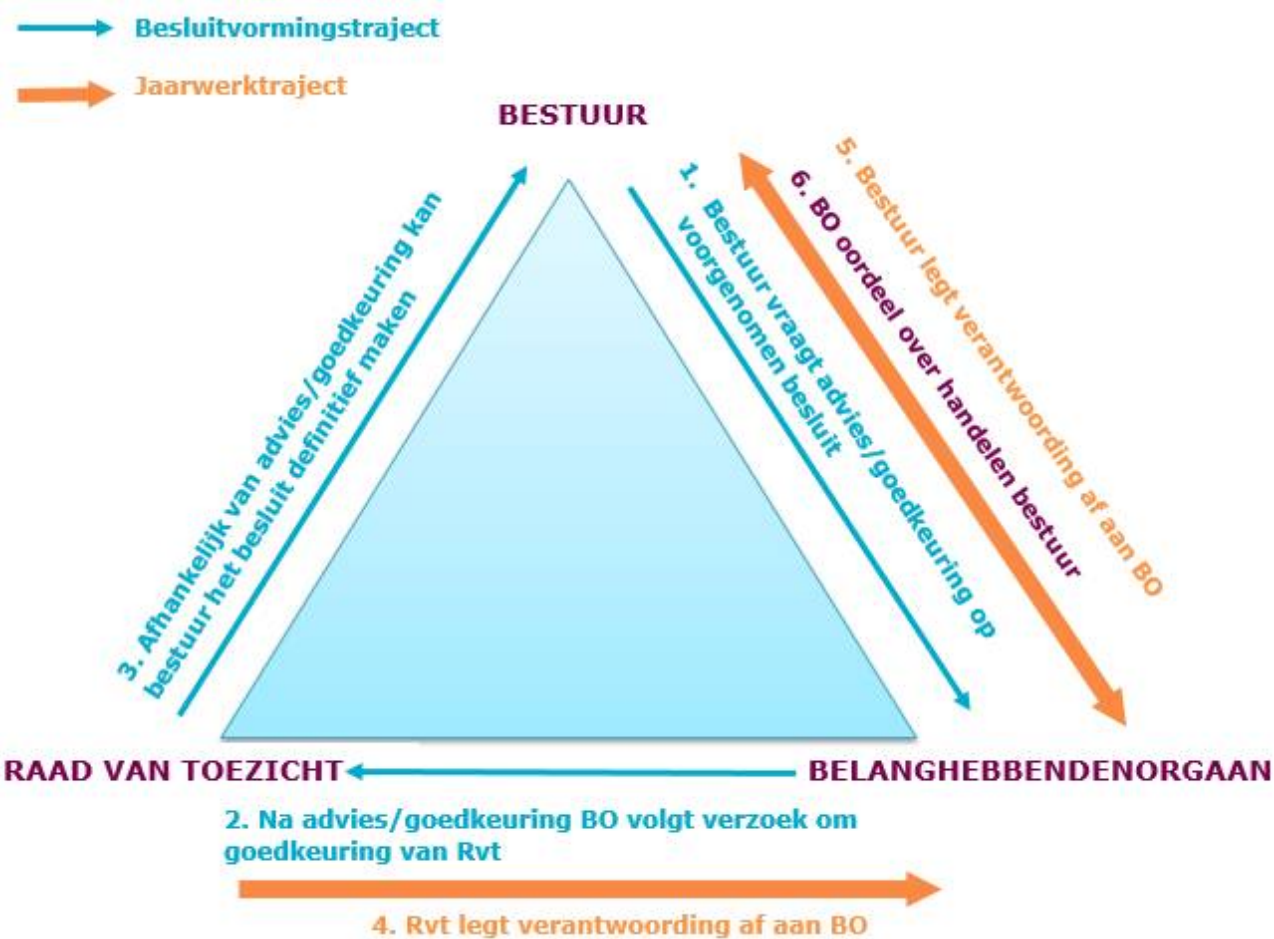 Besluitvormingstraject
Jaarwerktraject
BESTUUR
3. Afhankelijk van advies/goedkeuring kan
bestuur het besluit definitief maken
1. Bestuur vraagt advies/goedkeuring op
voorgenomen besluit
6. BO oordeel over handelen bestuur
5. Bestuur legt verantwoording af aan BO
RAAD VAN TOEZICHT
BELANGHEBBENDENORGAAN
2. Na advies/goedkeuring BO volgt verzoek om
goedkeuring van Rvt
4. Rvt legt verantwoording af aan BO